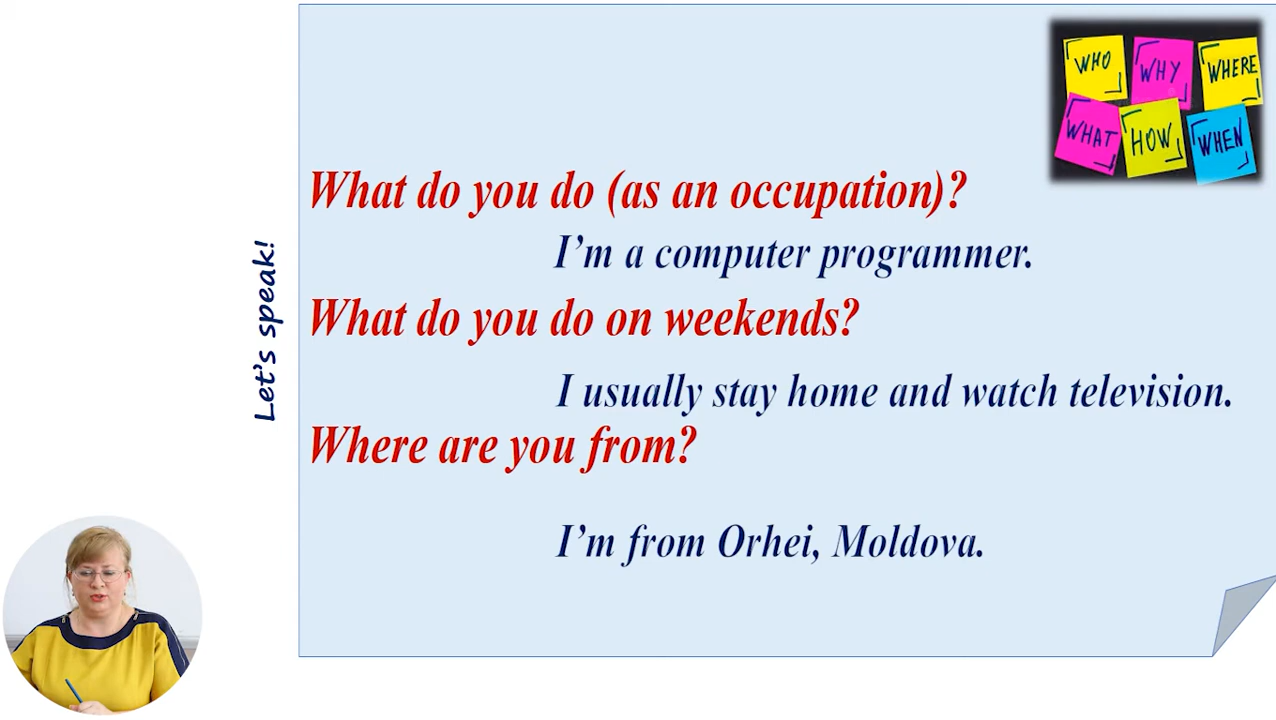 WHO WHY WHERE
WHAT HOW WHEN
What do you do (as an occupation)?
I'm a computer programmer.
What do you do on weekends?
I usually stay home and watch television.
Where are you from?
I'm from Orhei, Moldova.
Let's speak!